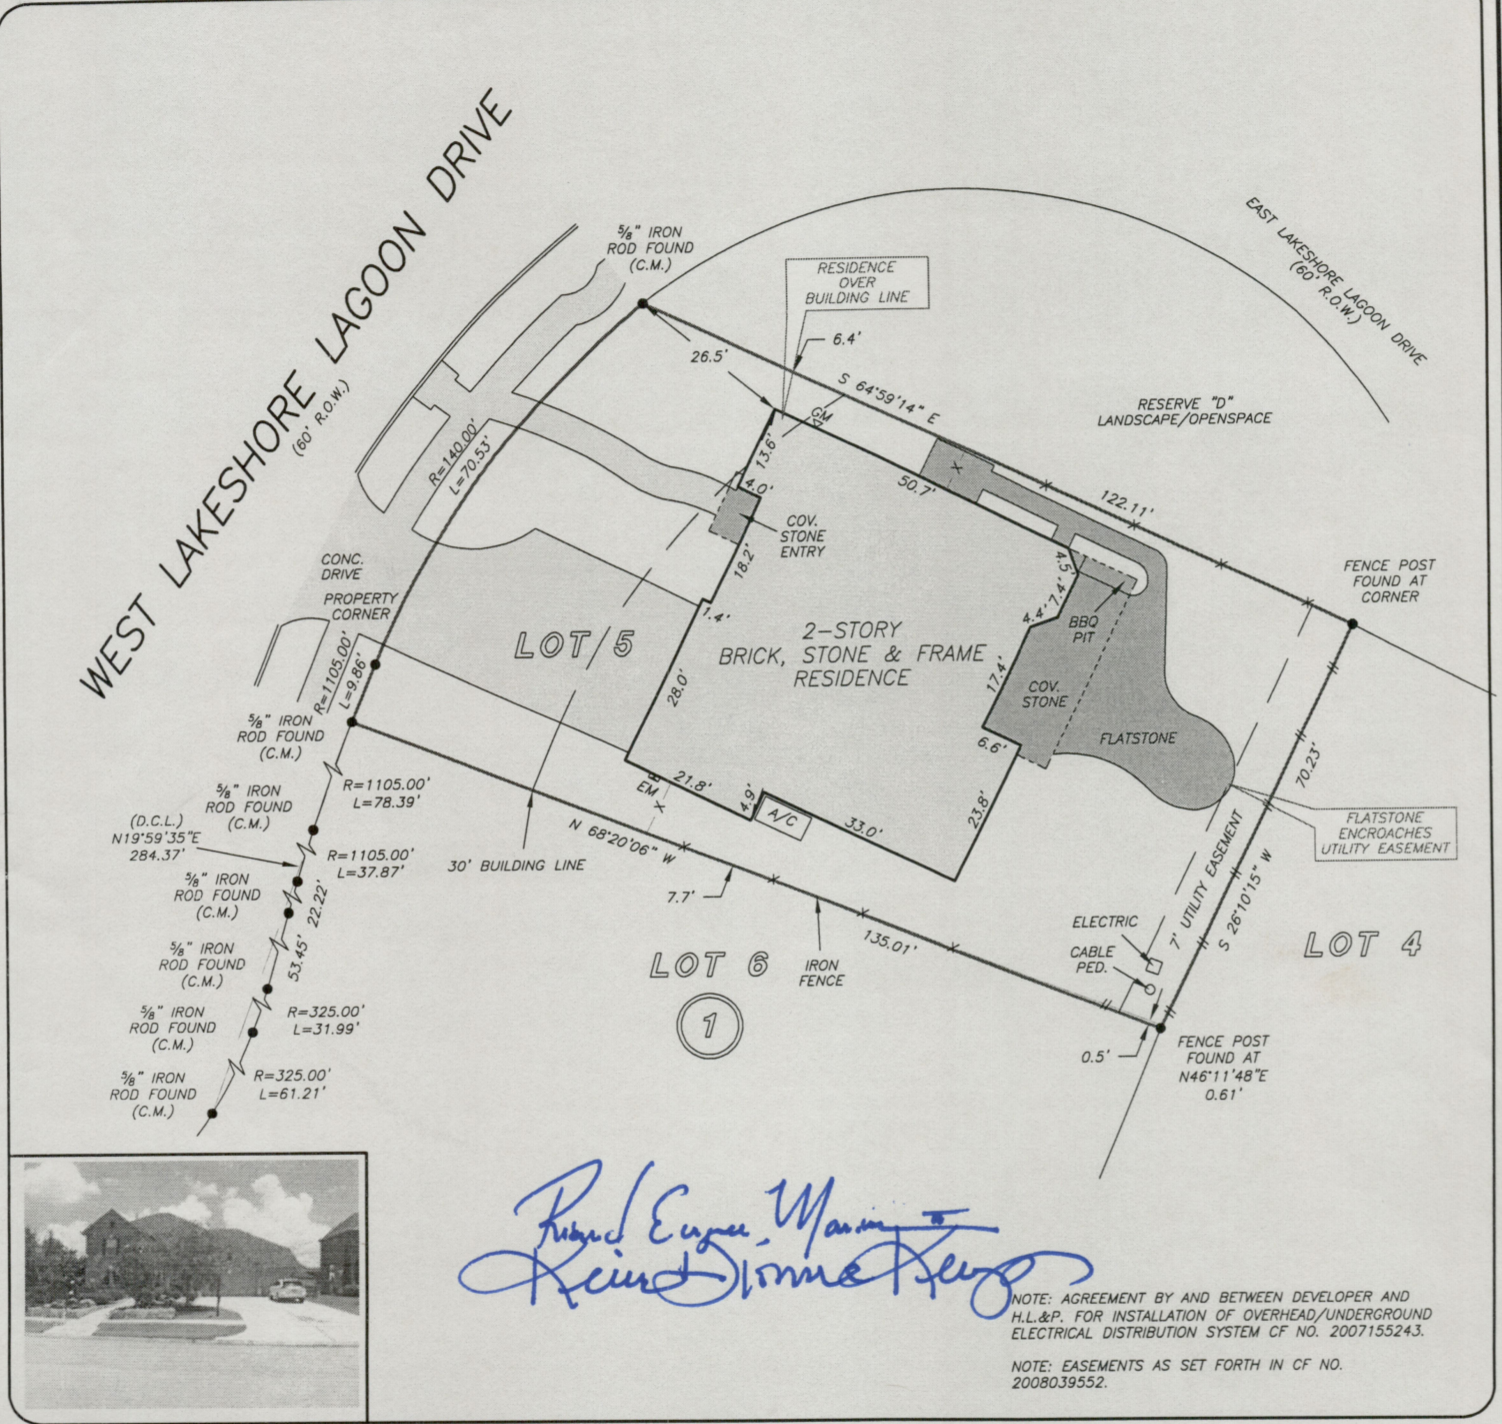 WEST LAKESHORE LAGOON DRIVE
(60' R.O.W.)
5/8" IRON
ROD FOUND
(C.M.)
RESIDENCE
OVER
BUILDING LINE
EAST LAKESHORE LAGOON DRIVE
(60' R.O.W.)
26.5'
6.4'
S 64°59'14" E
RESERVE "D"
LANDSCAPE/OPENSPACE
GM
13.6'
R=140.00'
L=70.53'
4.0'
50.7'
122.11'
COV.
STONE
ENTRY
18.2'
4.5'
7.4'
4.4'
FENCE POST
FOUND AT
CORNER
CONC.
DRIVE
PROPERTY
CORNER
1.4'
BBQ
PIT
LOT 5
2-STORY
BRICK, STONE & FRAME
RESIDENCE
R=1105.00'
L=9.86'
28.0'
17.4'
COV.
STONE
FLATSTONE
6.6'
5/8" IRON
ROD FOUND
(C.M.)
EM
21.8'
4.9'
A/C
33.0'
23.8'
70.23'
R=1105.00'
L=78.39'
5/8" IRON
ROD FOUND
(C.M.)
(D.C.L.)
N19°59'35"E
284.37'
FLATSTONE
ENCROACHES
UTILITY EASEMENT
N 68°20'06" W
30' BUILDING LINE
R=1105.00'
L=37.87'
5/8" IRON
ROD FOUND
(C.M.)
22.22'
7.7'
7' UTILITY EASEMENT
S 26°10'15" W
135.01'
ELECTRIC
CABLE
PED.
LOT 4
LOT 6
IRON
FENCE
1
5/8" IRON
ROD FOUND
(C.M.)
53.45'
5/8" IRON
ROD FOUND
(C.M.)
R=325.00'
L=31.99'
0.5'
FENCE POST
FOUND AT
N46°11'48"E
0.61'
5/8" IRON
ROD FOUND
(C.M.)
R=325.00'
L=61.21'
NOTE: AGREEMENT BY AND BETWEEN DEVELOPER AND
H.L.&P. FOR INSTALLATION OF OVERHEAD/UNDERGROUND
ELECTRICAL DISTRIBUTION SYSTEM CF NO. 2007155243.
NOTE: EASEMENTS AS SET FORTH IN CF NO.
2008039552.